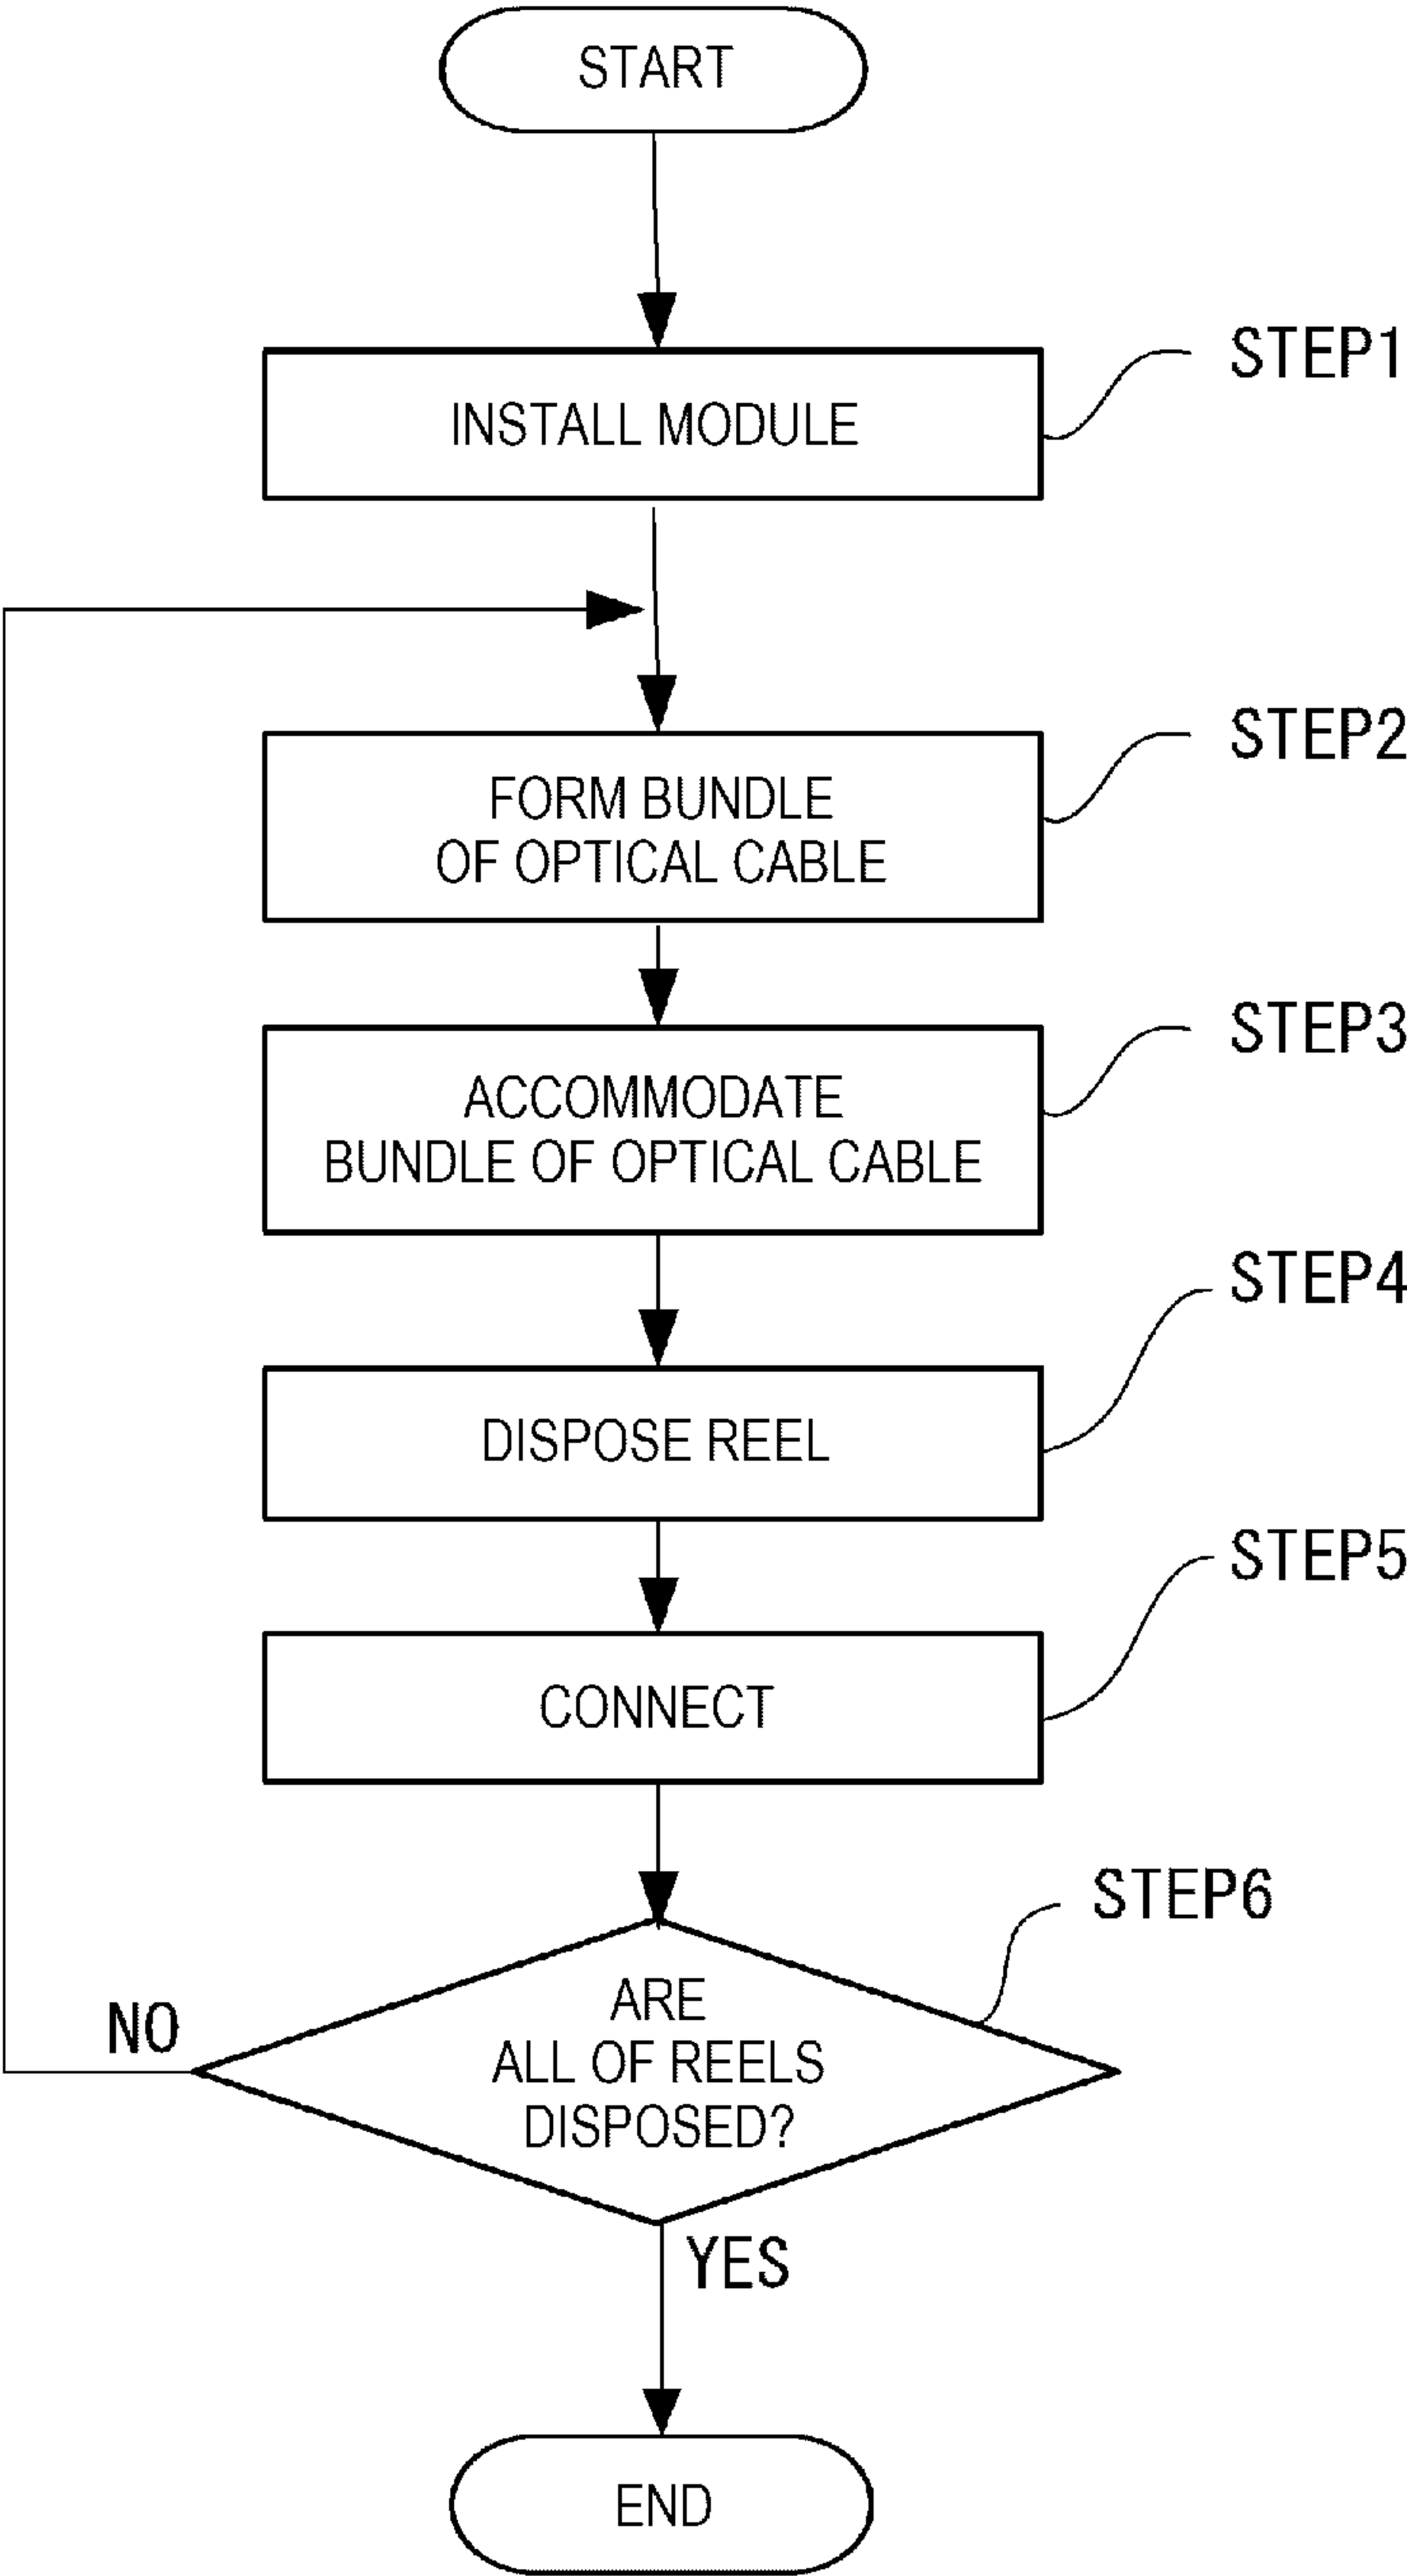 START
STEP1
INSTALL MODULE
STEP2
FORM BUNDLE
OF OPTICAL CABLE
STEP3
ACCOMMODATE
BUNDLE OF OPTICAL CABLE
STEP4
DISPOSE REEL
STEP5
CONNECT
STEP6
ARE
ALL OF REELS
DISPOSED?
NO
YES
END